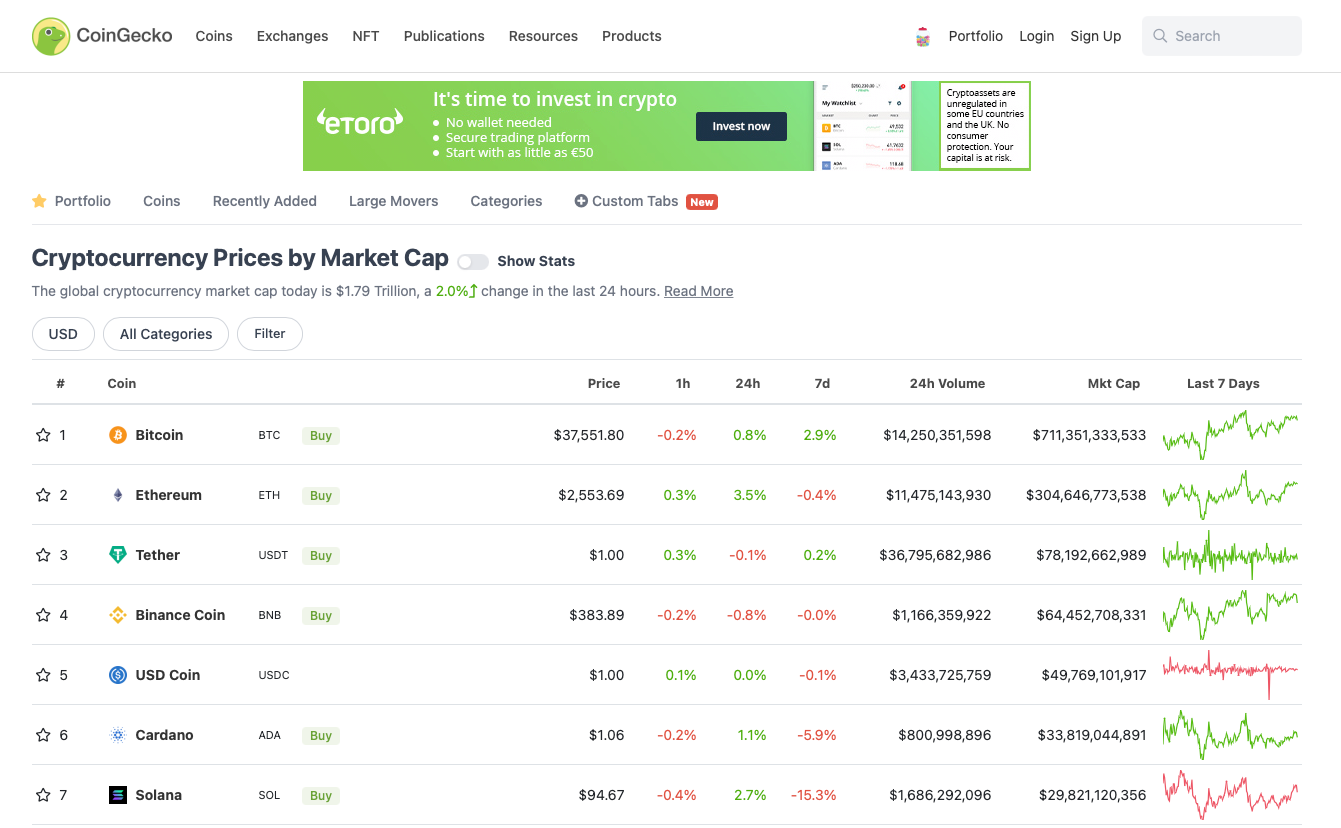 CoinGecko Coins Exchanges NFT Publications Resources Products Portfolio Login Sign Up Search
eToro
It's time to invest in crypto
No wallet needed
Secure trading platform
Start with as little as €50
Invest now
My Watchlist
BTC 49,532
SOL 41.7632
ADA 118.68
Cryptoassets are
unregulated in
some EU countries
and the UK. No
consumer
protection. Your
capital is at risk.
Portfolio Coins Recently Added Large Movers Categories Custom Tabs New
Cryptocurrency Prices by Market Cap Show Stats
The global cryptocurrency market cap today is $1.79 Trillion, a 2.0% change in the last 24 hours. Read More
USD All Categories Filter
# Coin Price 1h 24h 7d 24h Volume Mkt Cap Last 7 Days
1 Bitcoin BTC Buy $37,551.80 -0.2% 0.8% 2.9% $14,250,351,598 $711,351,333,533
2 Ethereum ETH Buy $2,553.69 0.3% 3.5% -0.4% $11,475,143,930 $304,646,773,538
3 Tether USDT Buy $1.00 0.3% -0.1% 0.2% $36,795,682,986 $78,192,662,989
4 Binance Coin BNB Buy $383.89 -0.2% -0.8% -0.0% $1,166,359,922 $64,452,708,331
5 USD Coin USDC $1.00 0.1% 0.0% -0.1% $3,433,725,759 $49,769,101,917
6 Cardano ADA Buy $1.06 -0.2% 1.1% -5.9% $800,998,896 $33,819,044,891
7 Solana SOL Buy $94.67 -0.4% 2.7% -15.3% $1,686,292,096 $29,821,120,356